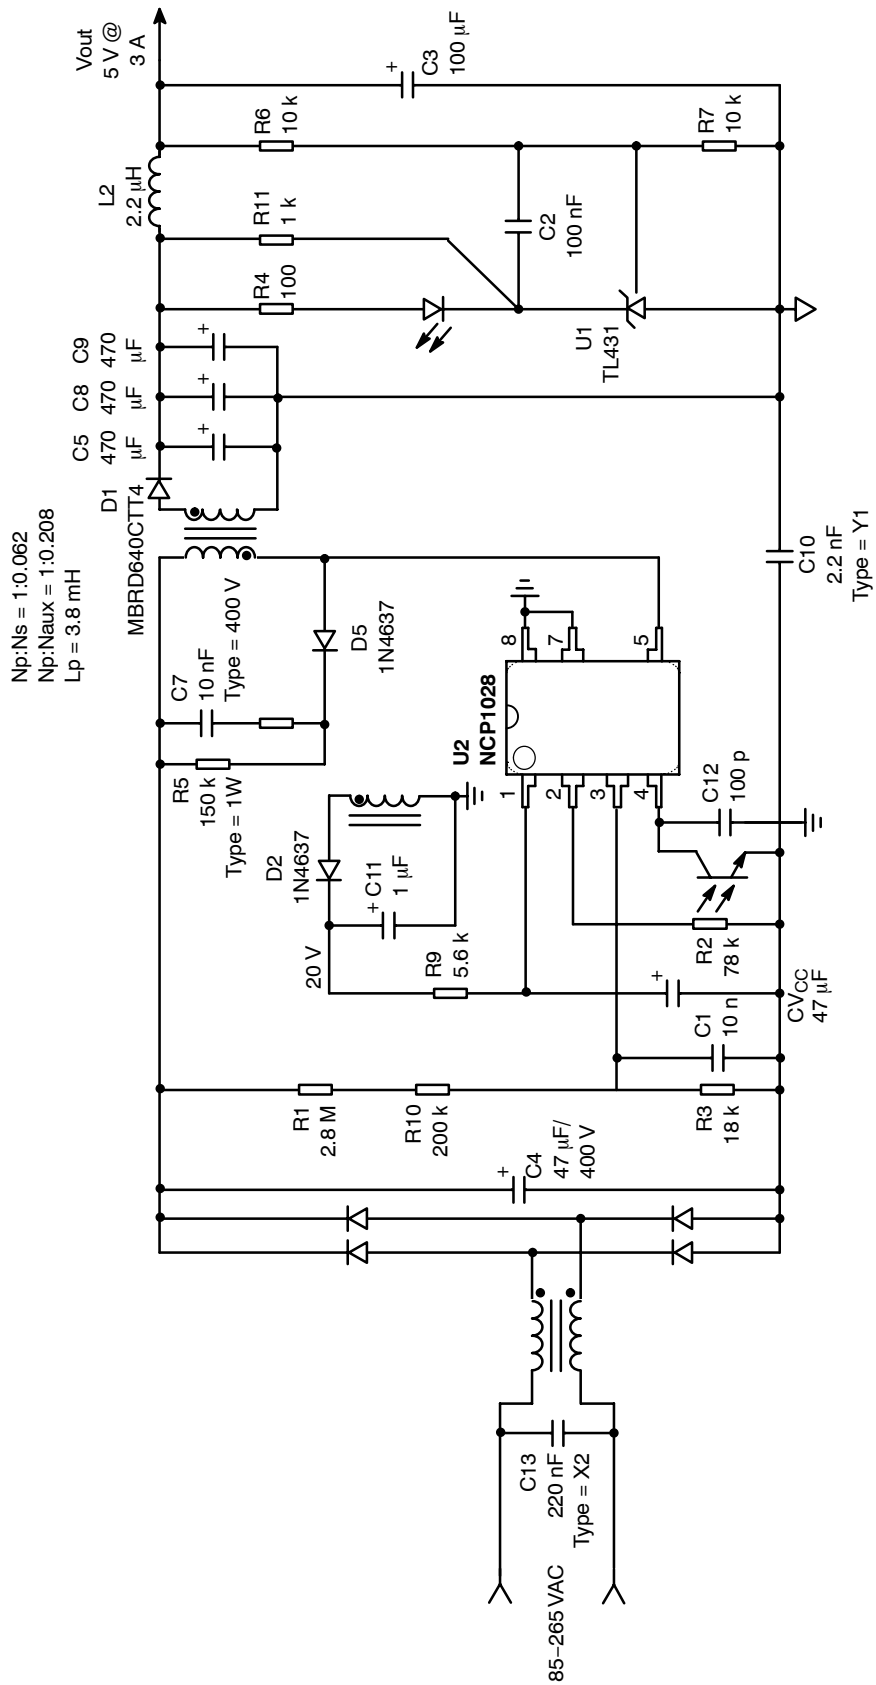 85–265 VAC
C13
220 nF
Type = X2
C4
47 µF/
400 V
R1
2.8 M
R10
200 k
R3
18 k
C1
10 n
CVCC
47 µF
20 V
R9
5.6 k
D2
1N4637
+ C11
1 µF
R2
78 k
C12
100 p
R5
150 k
Type = 1W
C7
10 nF
Type = 400 V
D5
1N4637
U2
NCP1028
1
2
3
4
8
7
5
Np:Ns = 1:0.062
Np:Naux = 1:0.208
Lp = 3.8 mH
D1
MBRD640CTT4
C5
470
µF
C8
470
µF
C9
470
µF
+
+
+
C10
2.2 nF
Type = Y1
R4
100
R11
1 k
L2
2.2 µH
R6
10 k
C2
100 nF
U1
TL431
R7
10 k
+
C3
100 µF
Vout
5 V @
3 A
+
+